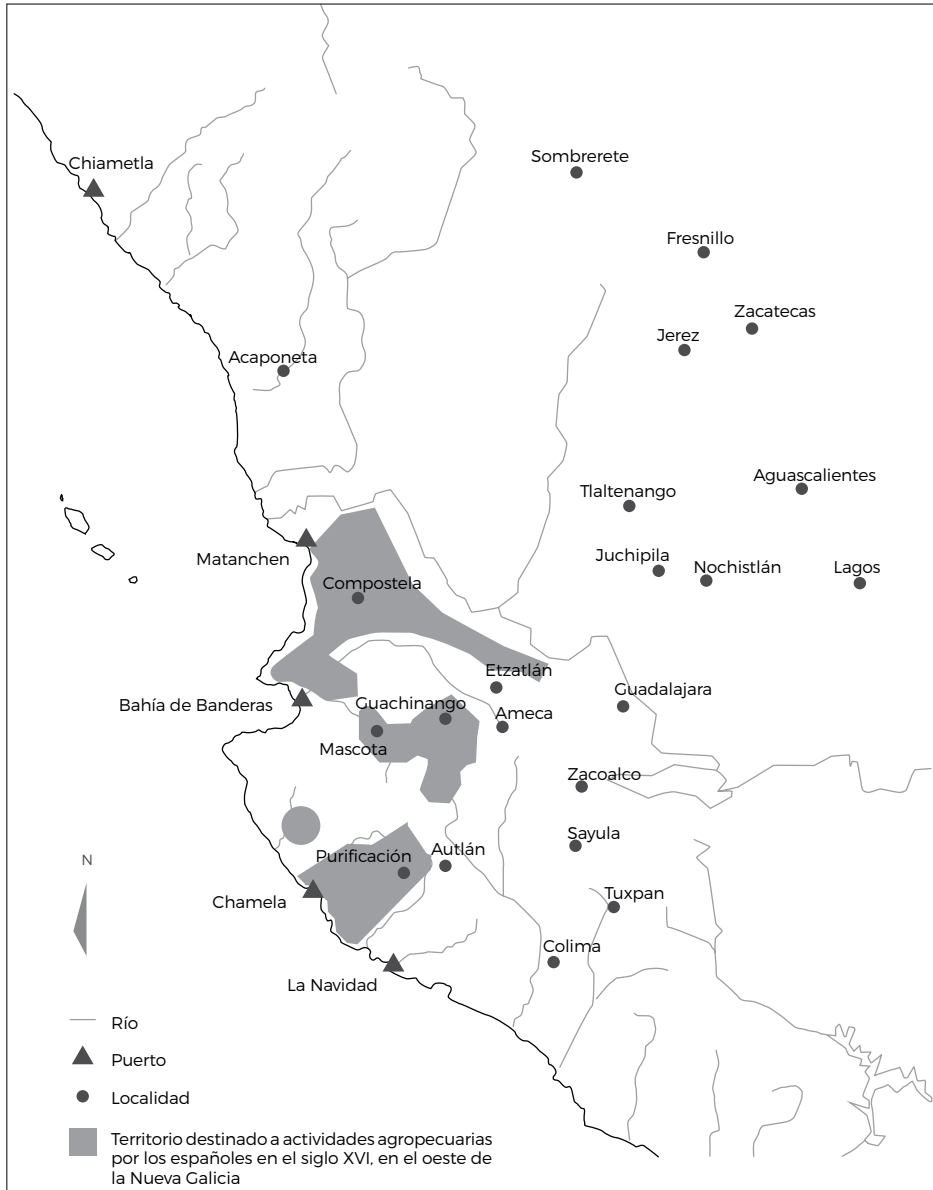 Chiametla
Sombrerete
Fresnillo
Zacatecas
Jerez
Acaponeta
Aguascalientes
Tlaltenango
Matanchen
Juchipila
Nochistlán
Lagos
Compostela
Etzatlán
Guadalajara
Bahía de Banderas
Guachinango
Ameca
Mascota
Zacoalco
Sayula
Purificación
Autlán
N
Chamela
Tuxpan
Colima
La Navidad
Río
Puerto
Localidad
Territorio destinado a actividades agropecuarias
por los españoles en el siglo XVI, en el oeste de
la Nueva Galicia